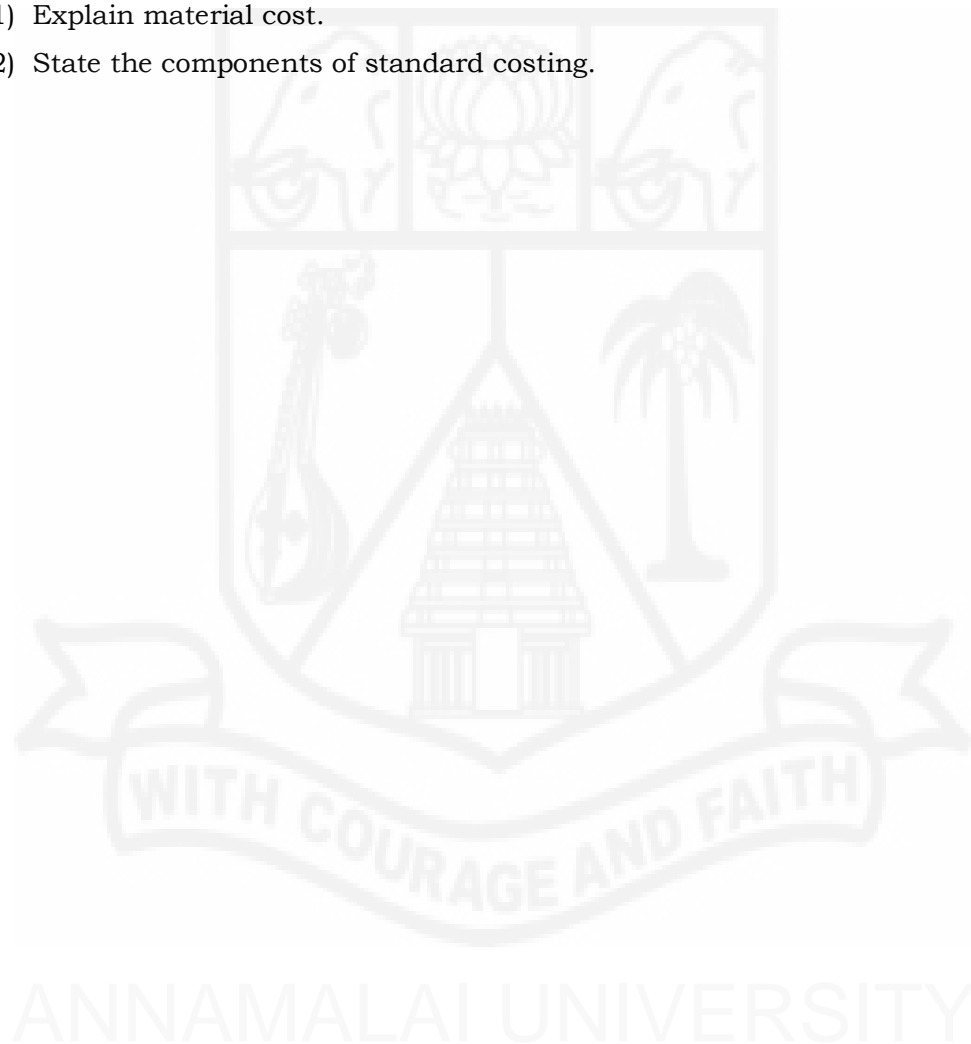 1) Explain material cost.
2) State the components of standard costing.
WITH COURAGE AND FAITH
ANNAMALAI UNIVERSITY